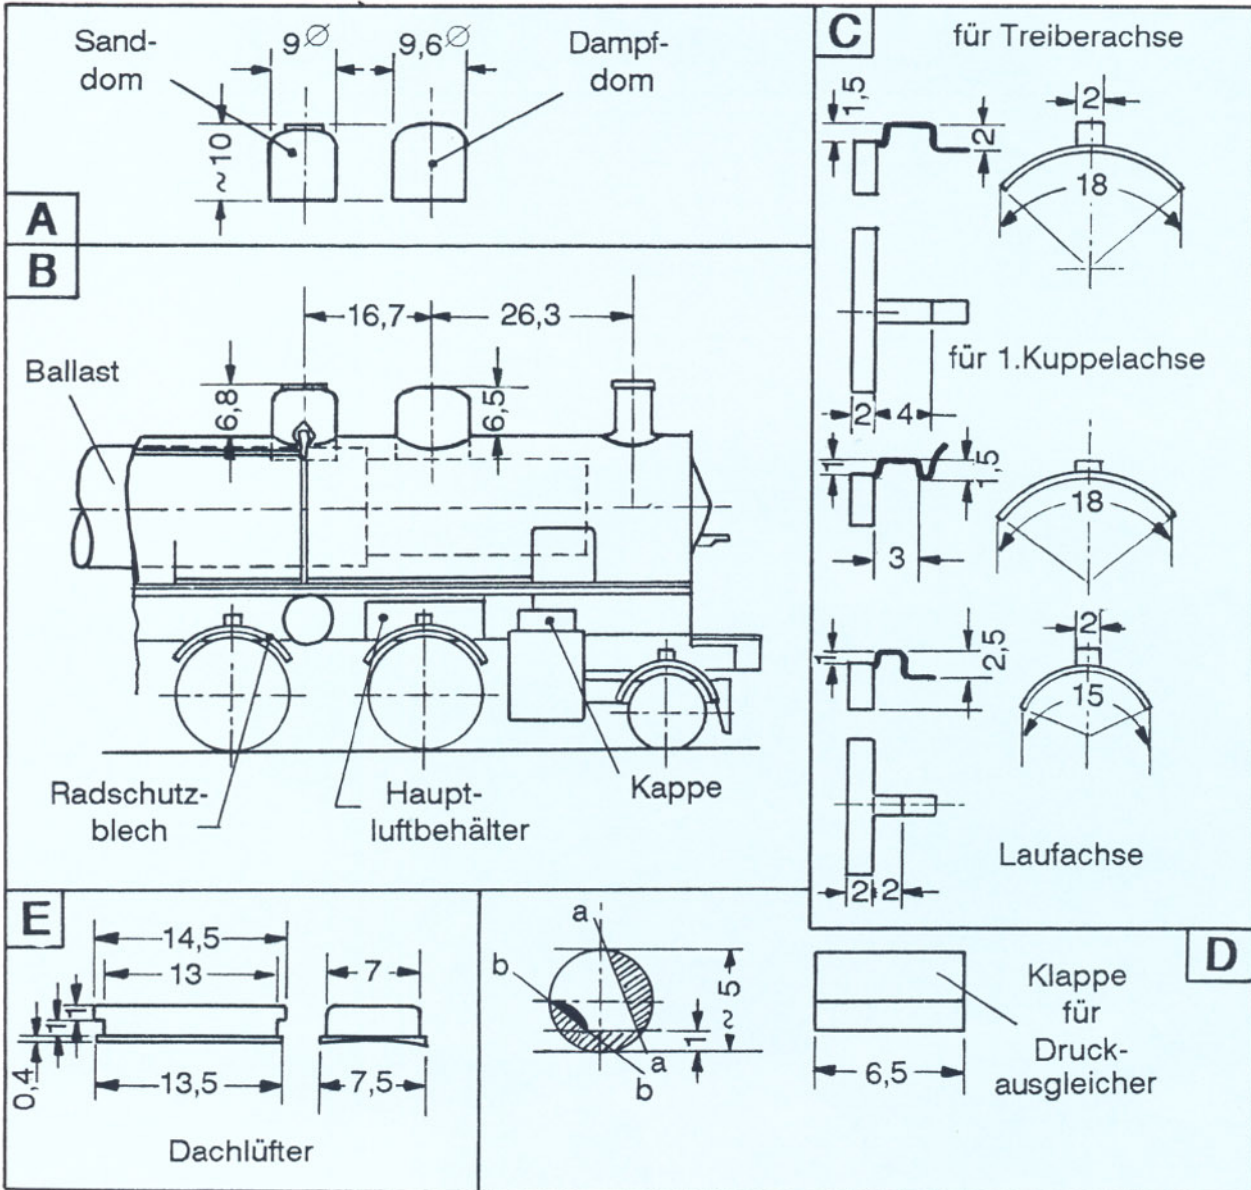 A
Sand-
dom
9∅
9,6∅
Dampf-
dom
~10
B
16,7
26,3
Ballast
6,8
6,5
Radschutz-
blech
Haupt-
luftbehälter
Kappe
C
für Treiberachse
1,5
2
2
18
für 1.Kuppelachse
2
4
1
1,5
18
3
2
1
2,5
15
Laufachse
2
2
E
14,5
13
7
1
1
0,4
13,5
7,5
Dachlüfter
a
b
~5
1
a
b
D
Klappe
für
Druck-
ausgleicher
6,5